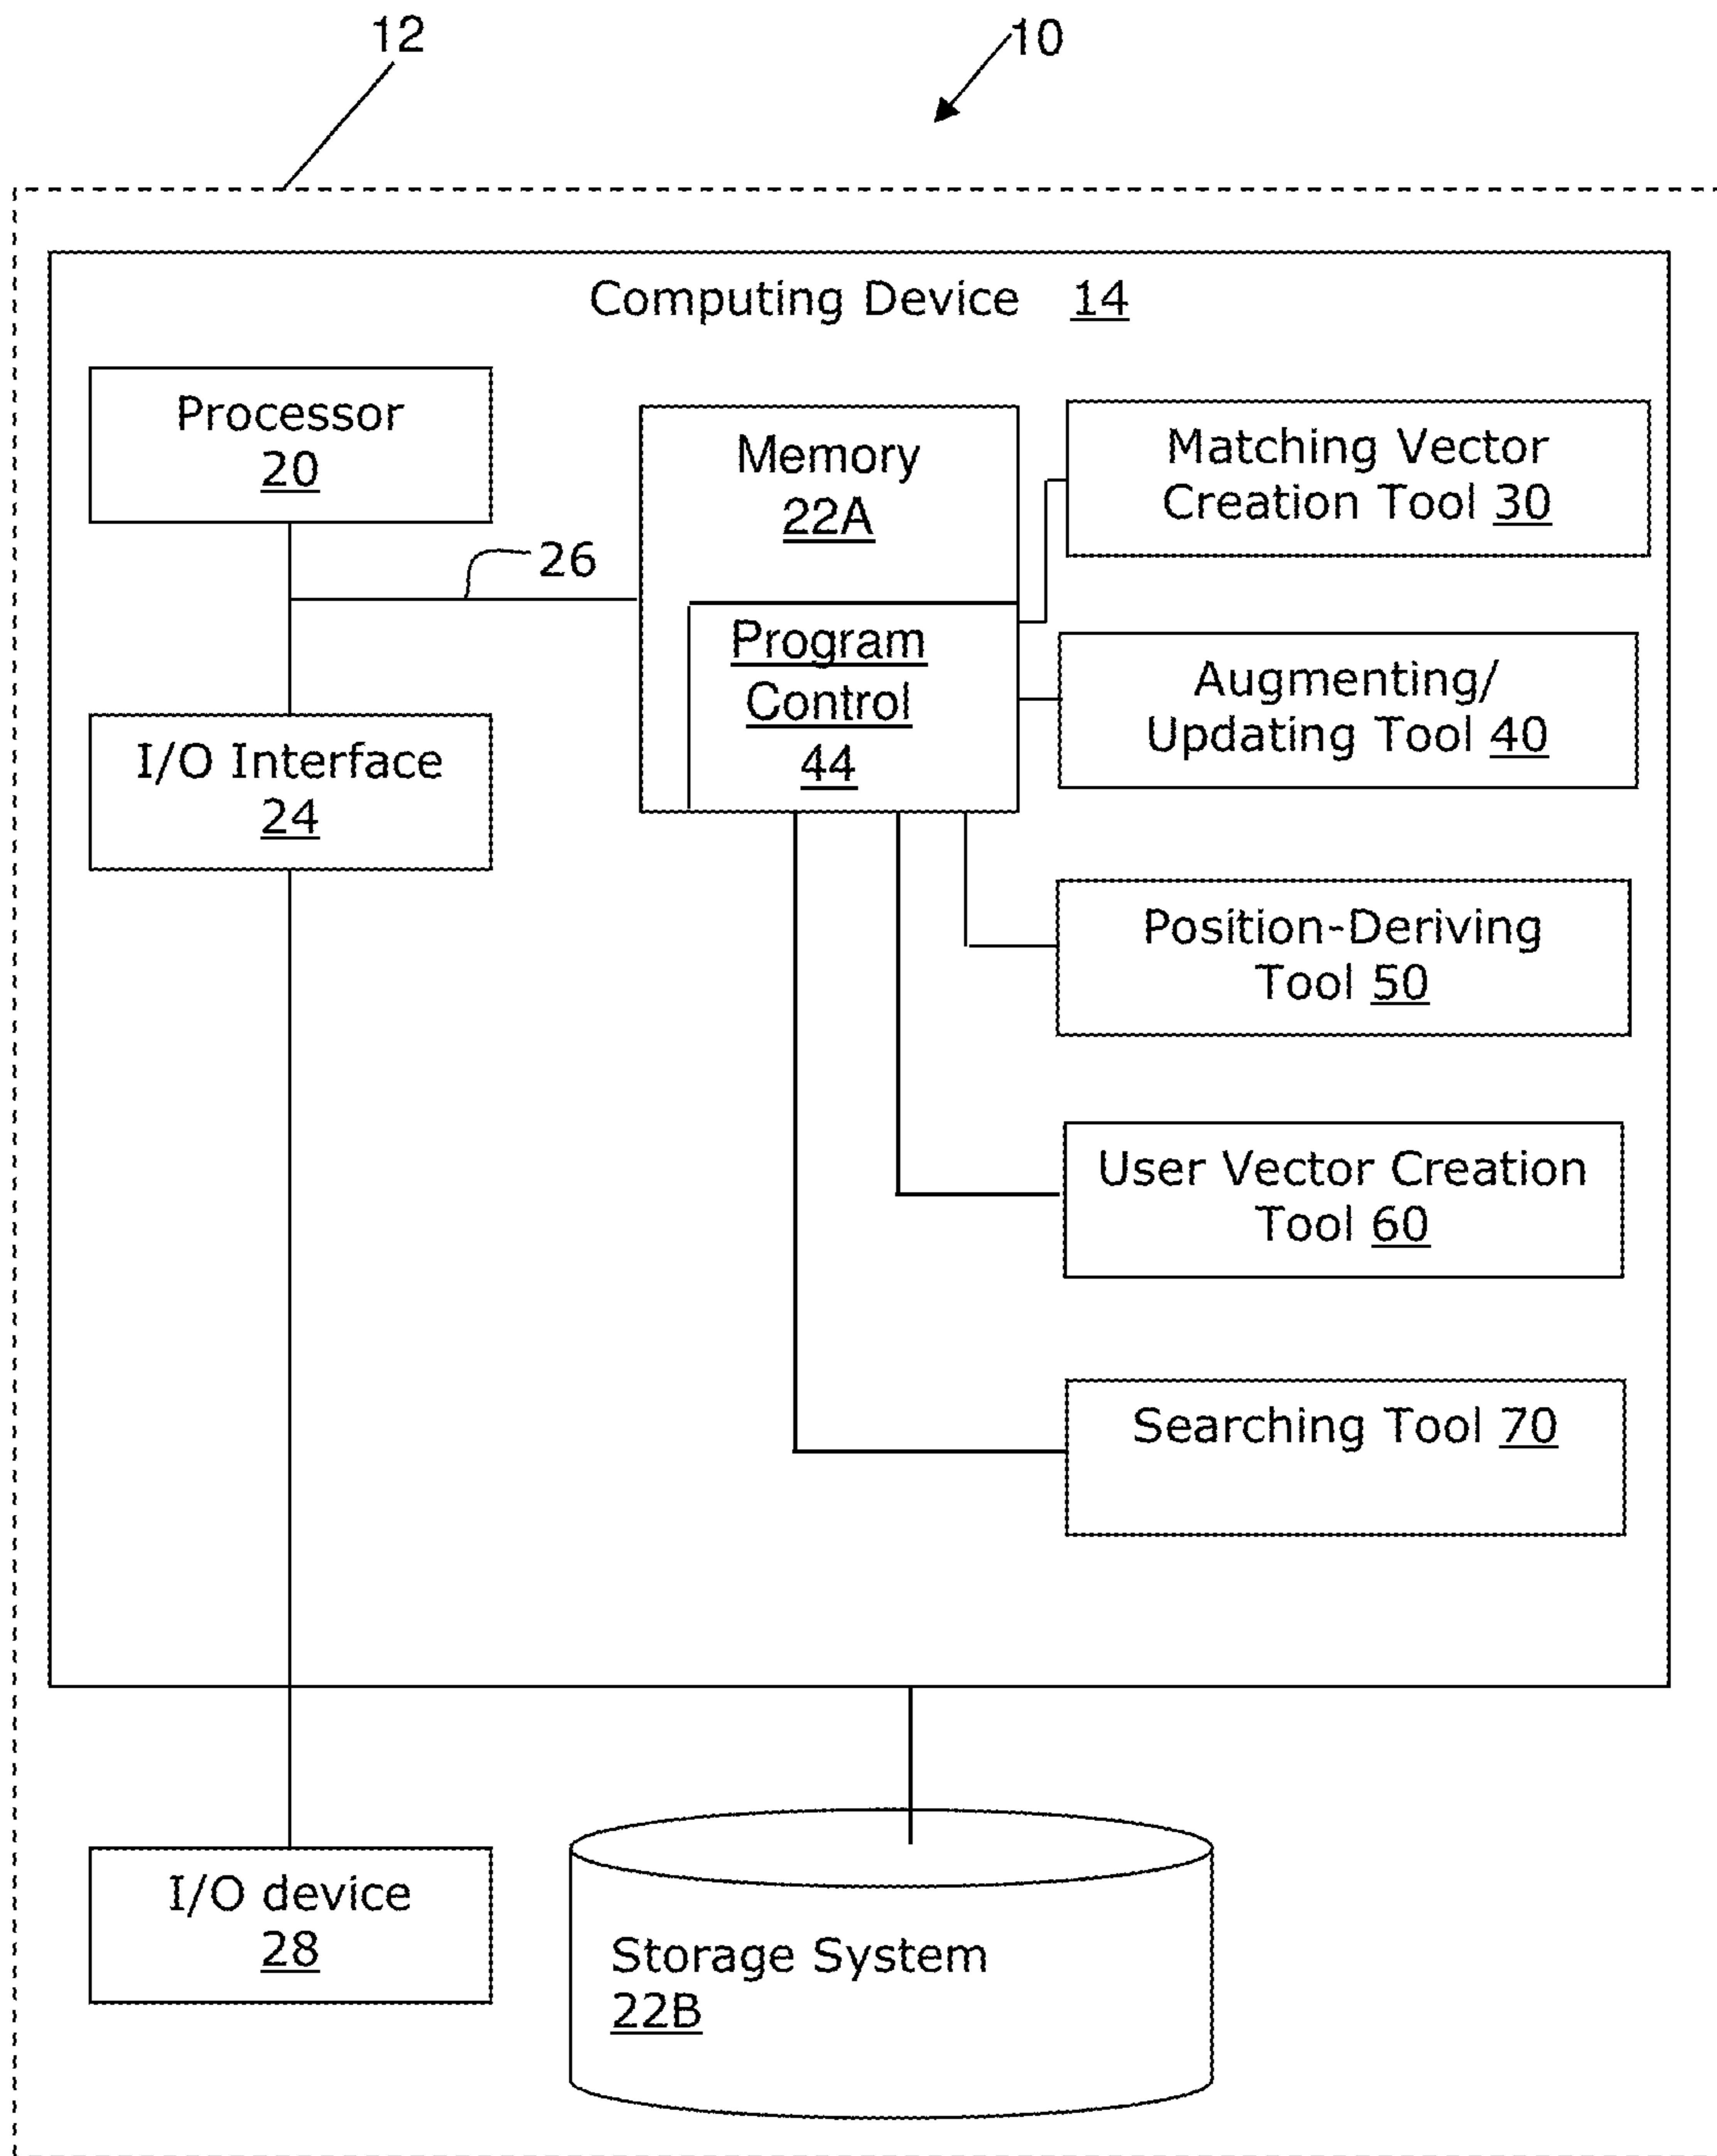 12
10
Computing Device 14
Processor
20
Memory
22A
Matching Vector
Creation Tool 30
26
Program
Control
44
Augmenting/
Updating Tool 40
I/O Interface
24
Position-Deriving
Tool 50
User Vector Creation
Tool 60
Searching Tool 70
I/O device
28
Storage System
22B